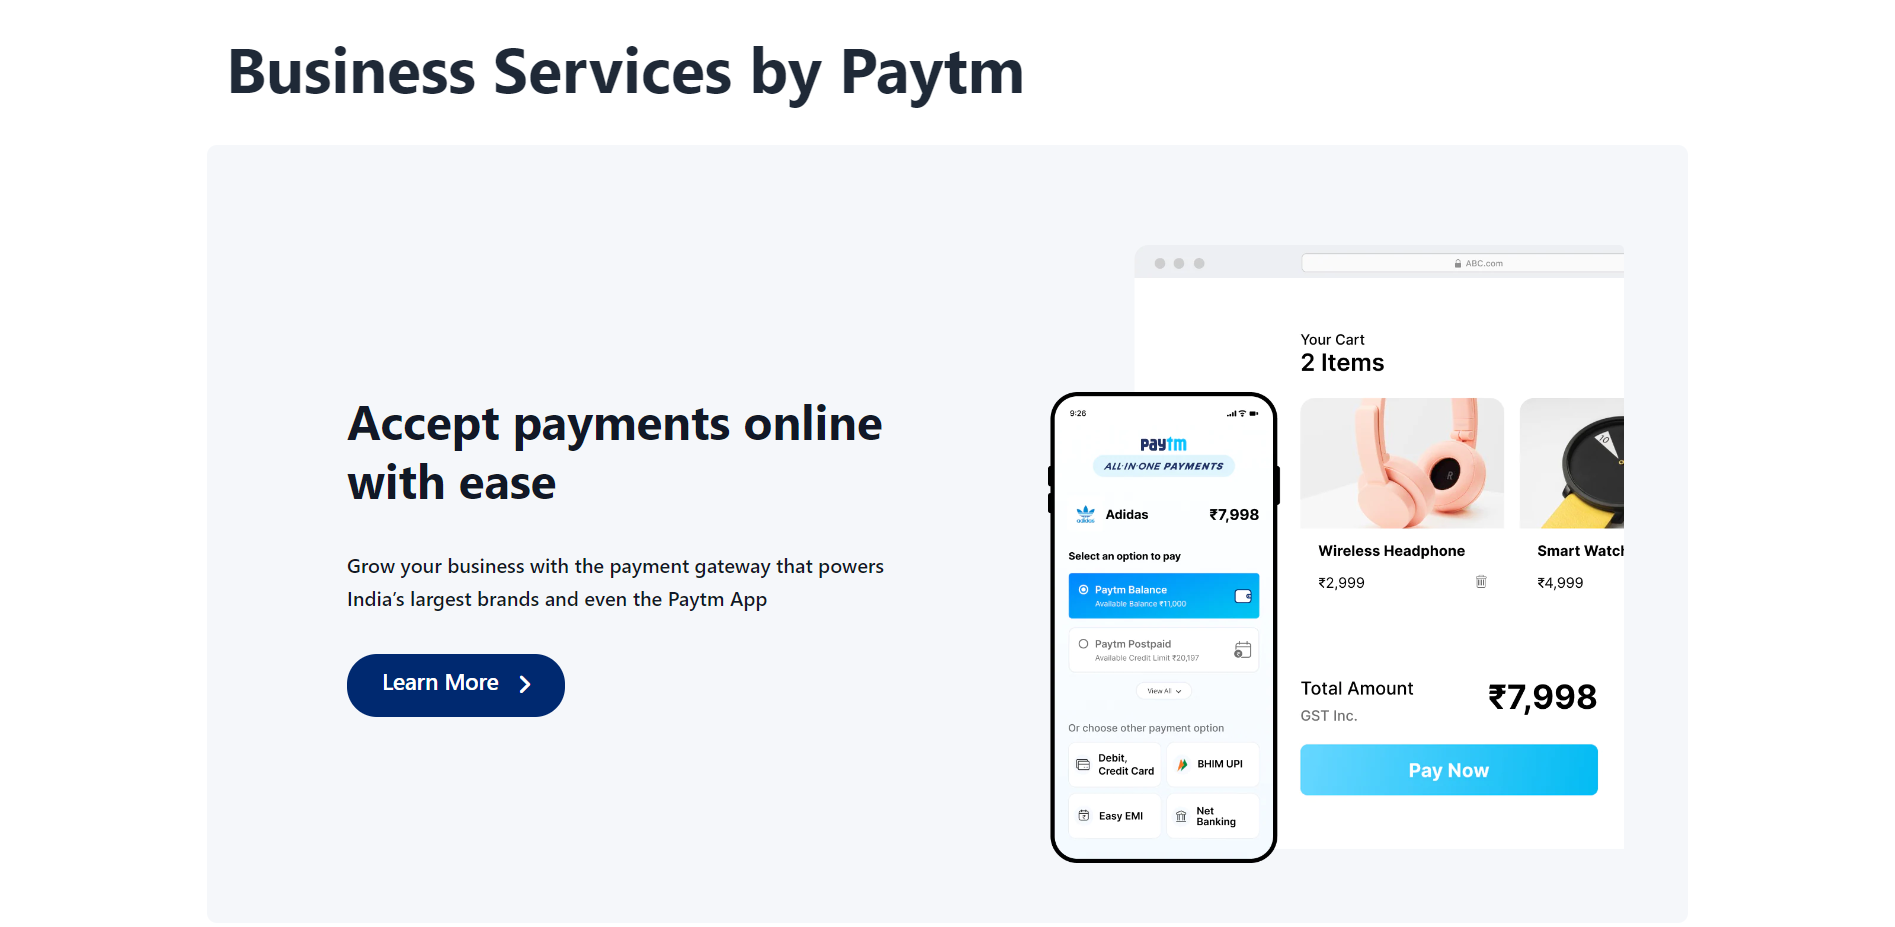 Business Services by Paytm
Accept payments online
with ease
Grow your business with the payment gateway that powers
India’s largest brands and even the Paytm App
Learn More
9:26
paytm
ALL·IN·ONE PAYMENTS
adidas
Adidas
₹7,998
Select an option to pay
Paytm Balance
Available Balance ₹11,000
Paytm Postpaid
Available Credit Limit ₹20,197
View All
Or choose other payment option
Debit,
Credit Card
BHIM UPI
Easy EMI
Net
Banking
ABC.com
Your Cart
2 Items
R
10
Wireless Headphone
₹2,999
Smart Watch
₹4,999
Total Amount
₹7,998
GST Inc.
Pay Now